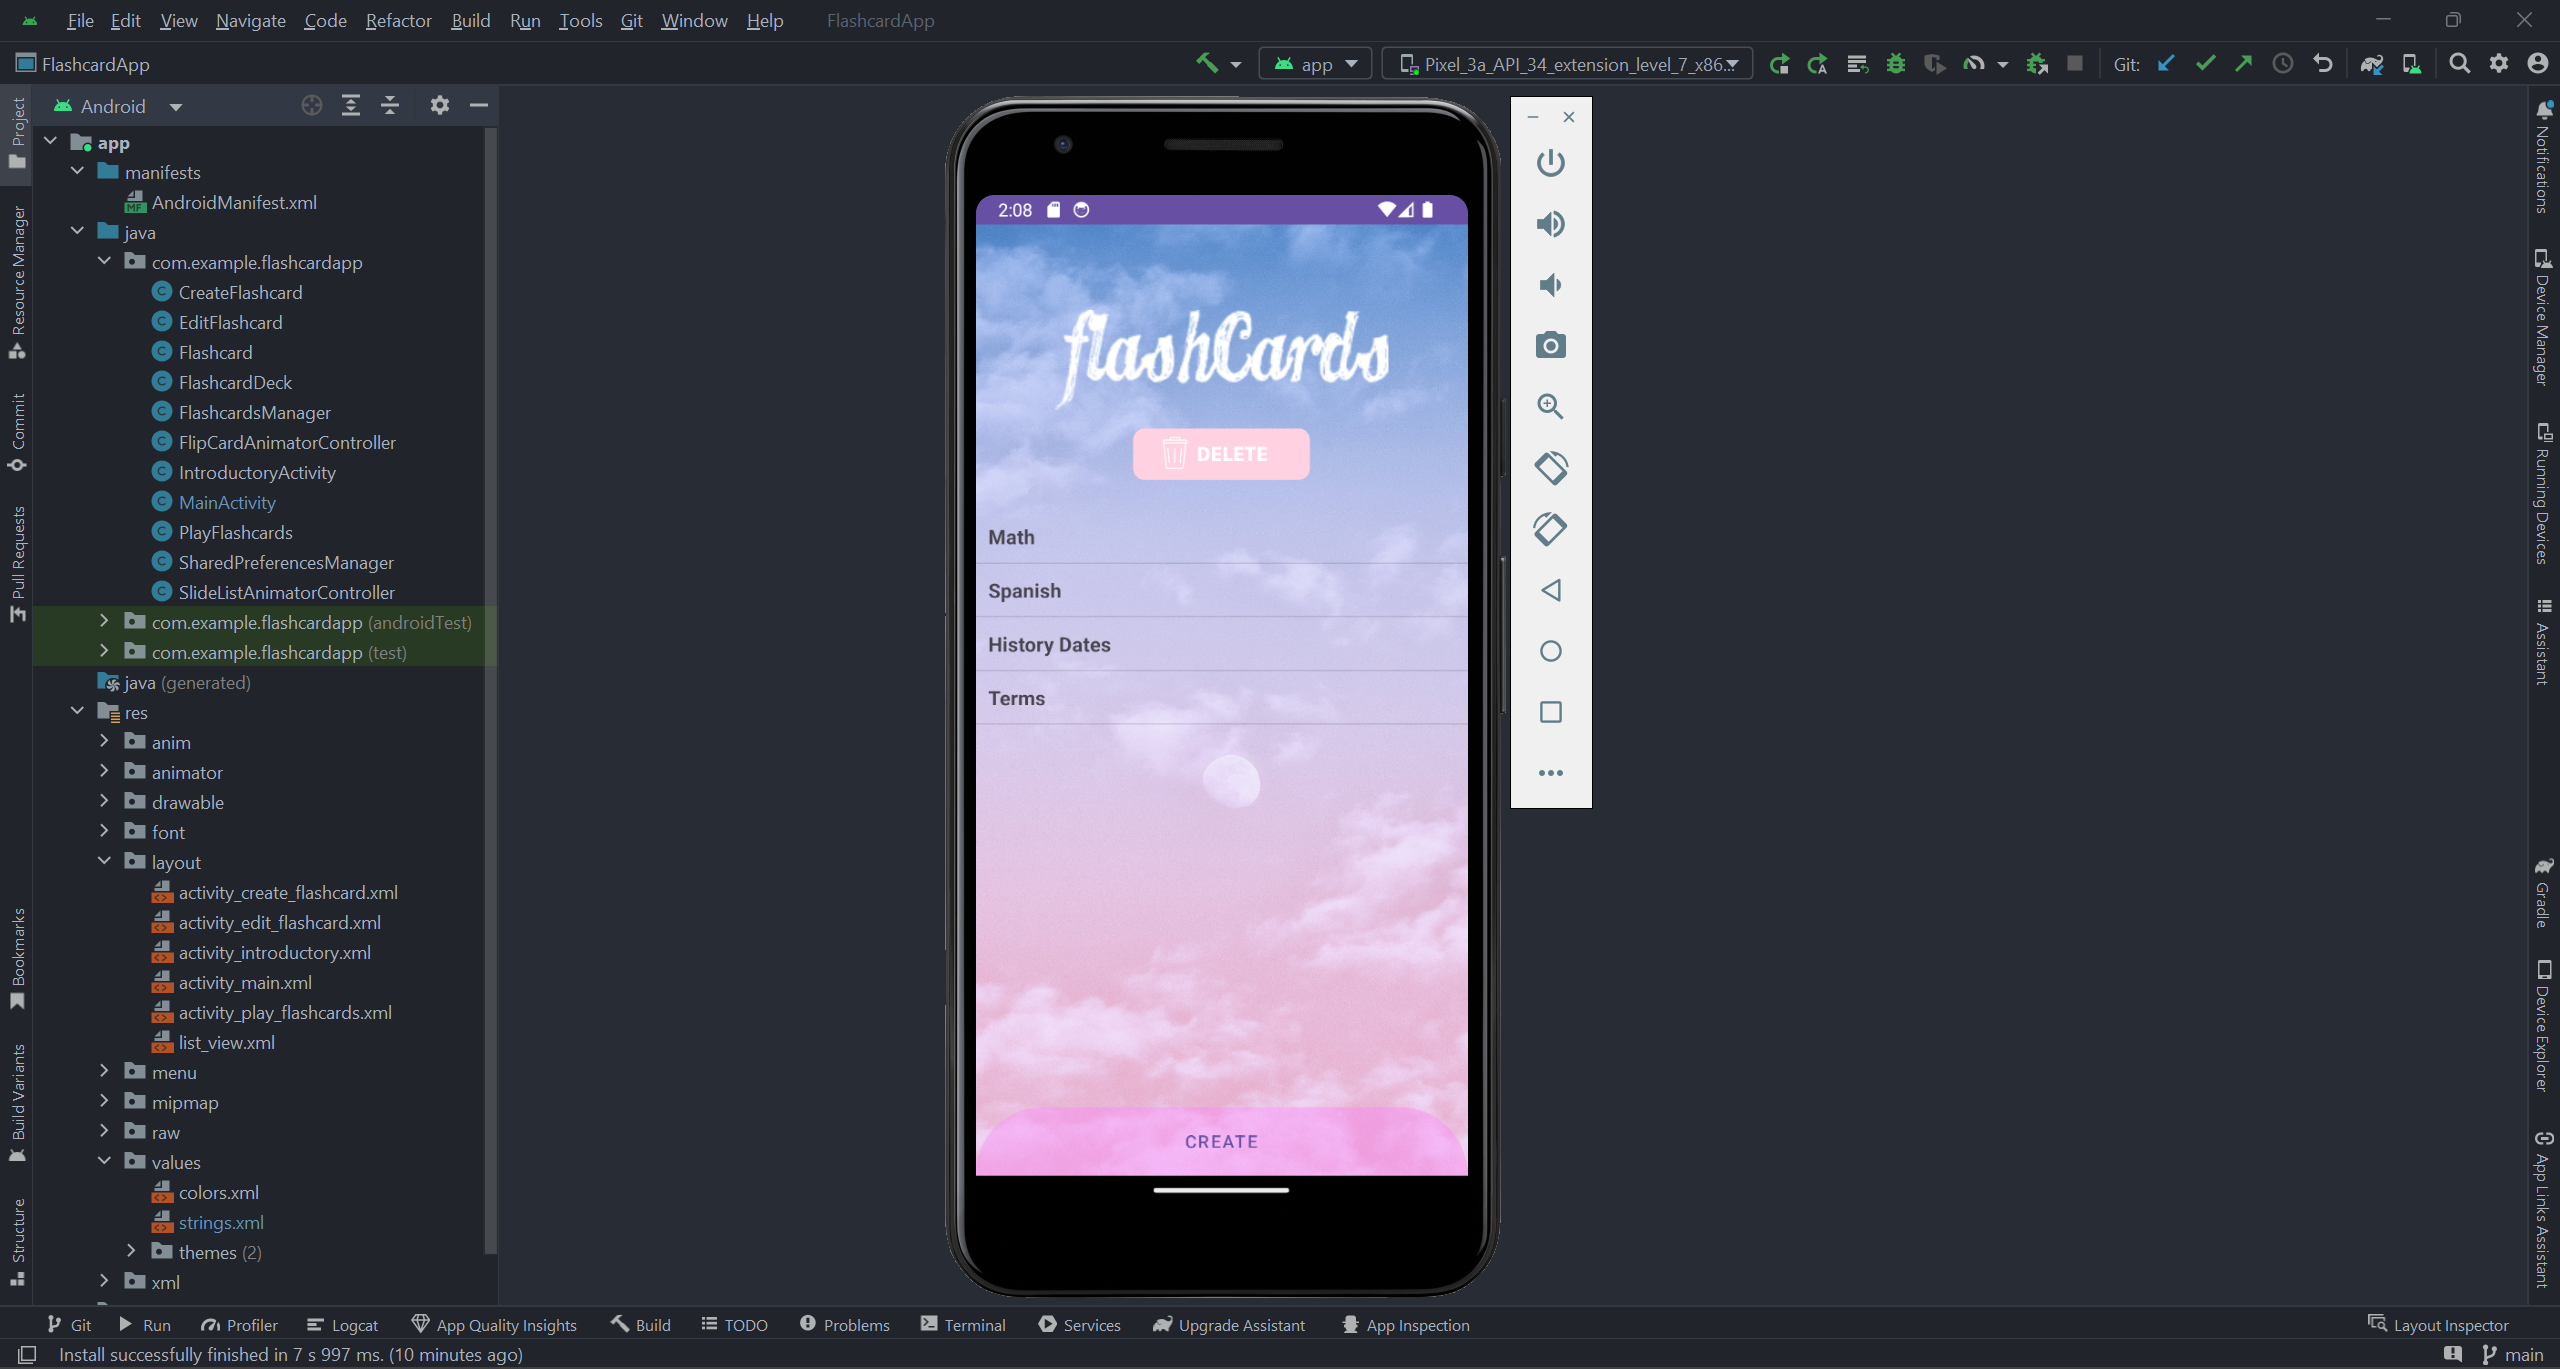 File Edit View Navigate Code Refactor Build Run Tools Git Window Help FlashcardApp
FlashcardApp
app
Pixel_3a_API_34_extension_level_7_x86...
Git:
Android
app
manifests
AndroidManifest.xml
java
com.example.flashcardapp
CreateFlashcard
EditFlashcard
Flashcard
FlashcardDeck
FlashcardsManager
FlipCardAnimatorController
IntroductoryActivity
MainActivity
PlayFlashcards
SharedPreferencesManager
SlideListAnimatorController
com.example.flashcardapp (androidTest)
com.example.flashcardapp (test)
java (generated)
res
anim
animator
drawable
font
layout
activity_create_flashcard.xml
activity_edit_flashcard.xml
activity_introductory.xml
activity_main.xml
activity_play_flashcards.xml
list_view.xml
menu
mipmap
raw
values
colors.xml
strings.xml
themes (2)
xml
Project
Resource Manager
Commit
Pull Requests
Bookmarks
Build Variants
Structure
2:08
flashCards
DELETE
Math
Spanish
History Dates
Terms
CREATE
Notifications
Device Manager
Running Devices
Assistant
Gradle
Device Explorer
App Links Assistant
Git Run Profiler Logcat App Quality Insights Build TODO Problems Terminal Services Upgrade Assistant App Inspection Layout Inspector
Install successfully finished in 7 s 997 ms. (10 minutes ago)
main